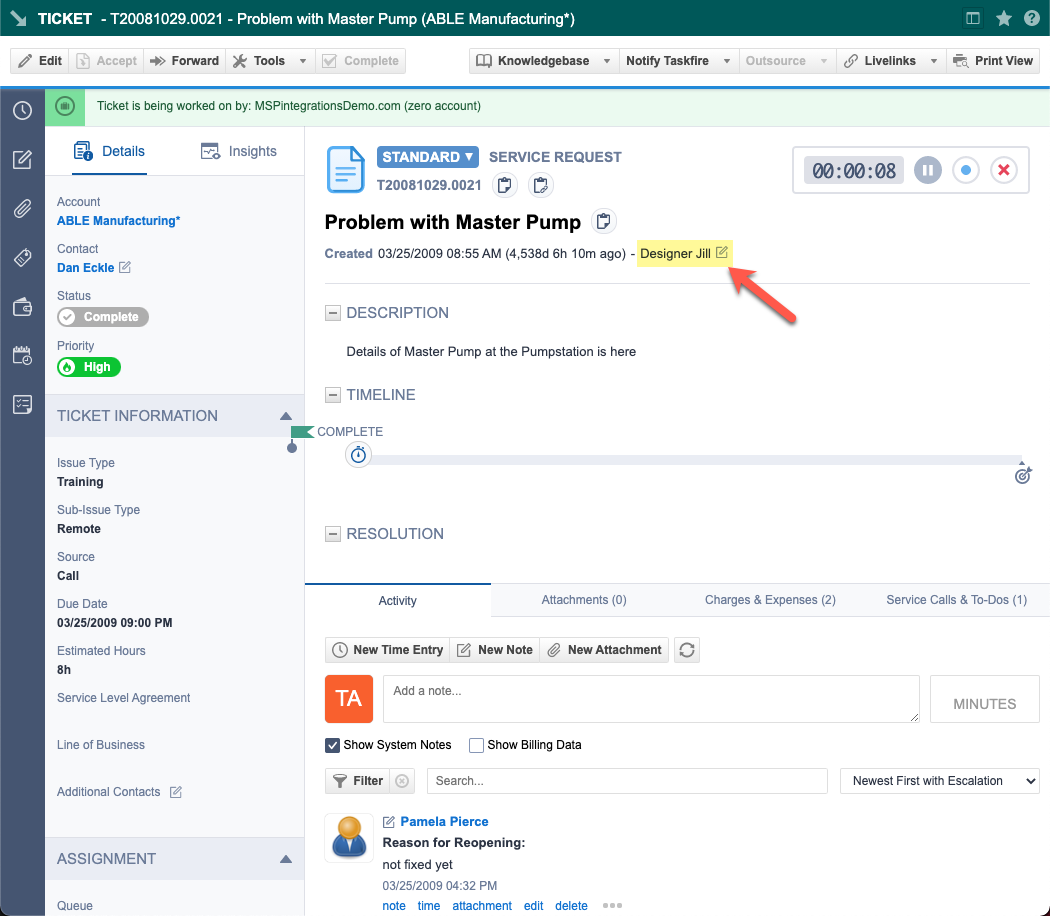 TICKET - T20081029.0021 - Problem with Master Pump (ABLE Manufacturing*)
Edit Accept Forward Tools Complete Knowledgebase Notify Taskfire Outsource Livelinks Print View
Ticket is being worked on by: MSPintegrationsDemo.com (zero account)
Details Insights
Account
ABLE Manufacturing*
Contact
Dan Eckle
Status
Complete
Priority
High
TICKET INFORMATION
Issue Type
Training
Sub-Issue Type
Remote
Source
Call
Due Date
03/25/2009 09:00 PM
Estimated Hours
8h
Service Level Agreement
Line of Business
Additional Contacts
ASSIGNMENT
Queue
STANDARD ▾ SERVICE REQUEST
T20081029.0021
00:00:08
Problem with Master Pump
Created 03/25/2009 08:55 AM (4,538d 6h 10m ago) - Designer Jill
DESCRIPTION
Details of Master Pump at the Pumpstation is here
TIMELINE
COMPLETE
RESOLUTION
Activity Attachments (0) Charges & Expenses (2) Service Calls & To-Dos (1)
New Time Entry New Note New Attachment
TA Add a note... MINUTES
Show System Notes Show Billing Data
Filter Search... Newest First with Escalation
Pamela Pierce
Reason for Reopening:
not fixed yet
03/25/2009 04:32 PM
note time attachment edit delete